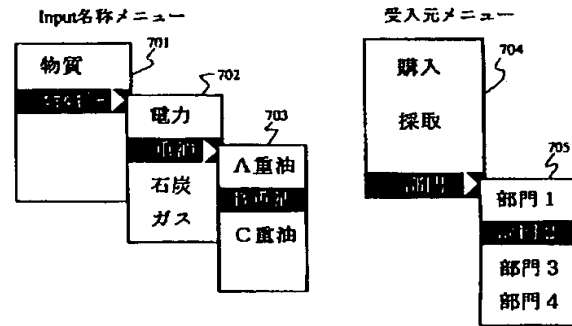 Input名称メニュー
701
物質
702
電力
石炭
ガス
703
A重油
C重油
受入元メニュー
704
購入
採取
705
部門1
部門3
部門4